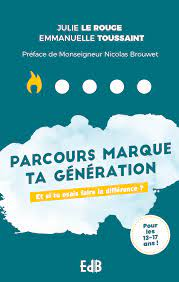 JULIE LE ROUGE
EMMANUELLE TOUSSAINT
Préface de Monseigneur Nicolas Brouwet
PARCOURS MARQUE
TA GÉNÉRATION
Et si tu osais faire la différence ?
Pour les
13-17
ans !
EdB